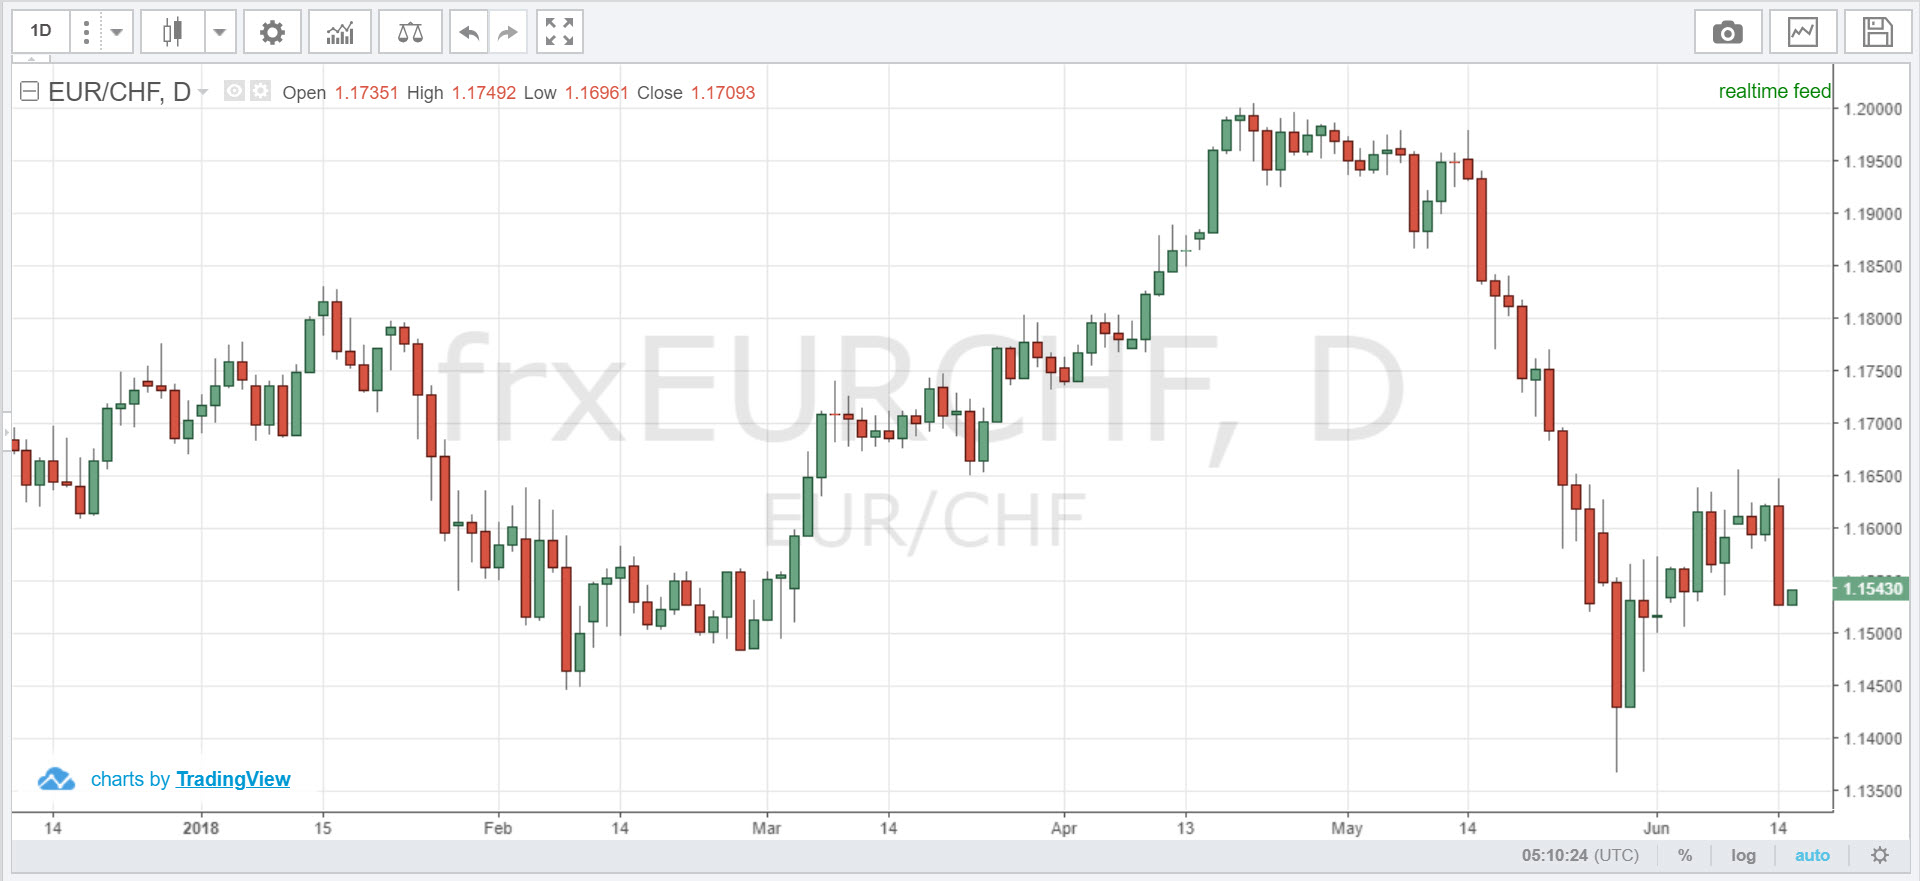 1D
EUR/CHF, D Open 1.17351 High 1.17492 Low 1.16961 Close 1.17093
realtime feed
1.20000
1.19500
1.19000
1.18500
1.18000
1.17500
1.17000
1.16500
1.16000
1.15430
1.15000
1.14500
1.14000
1.13500
frxEURCHF, D
EUR/CHF
charts by TradingView
14 2018 15 Feb 14 Mar 14 Apr 13 May 14 Jun 14
05:10:24 (UTC) % log auto